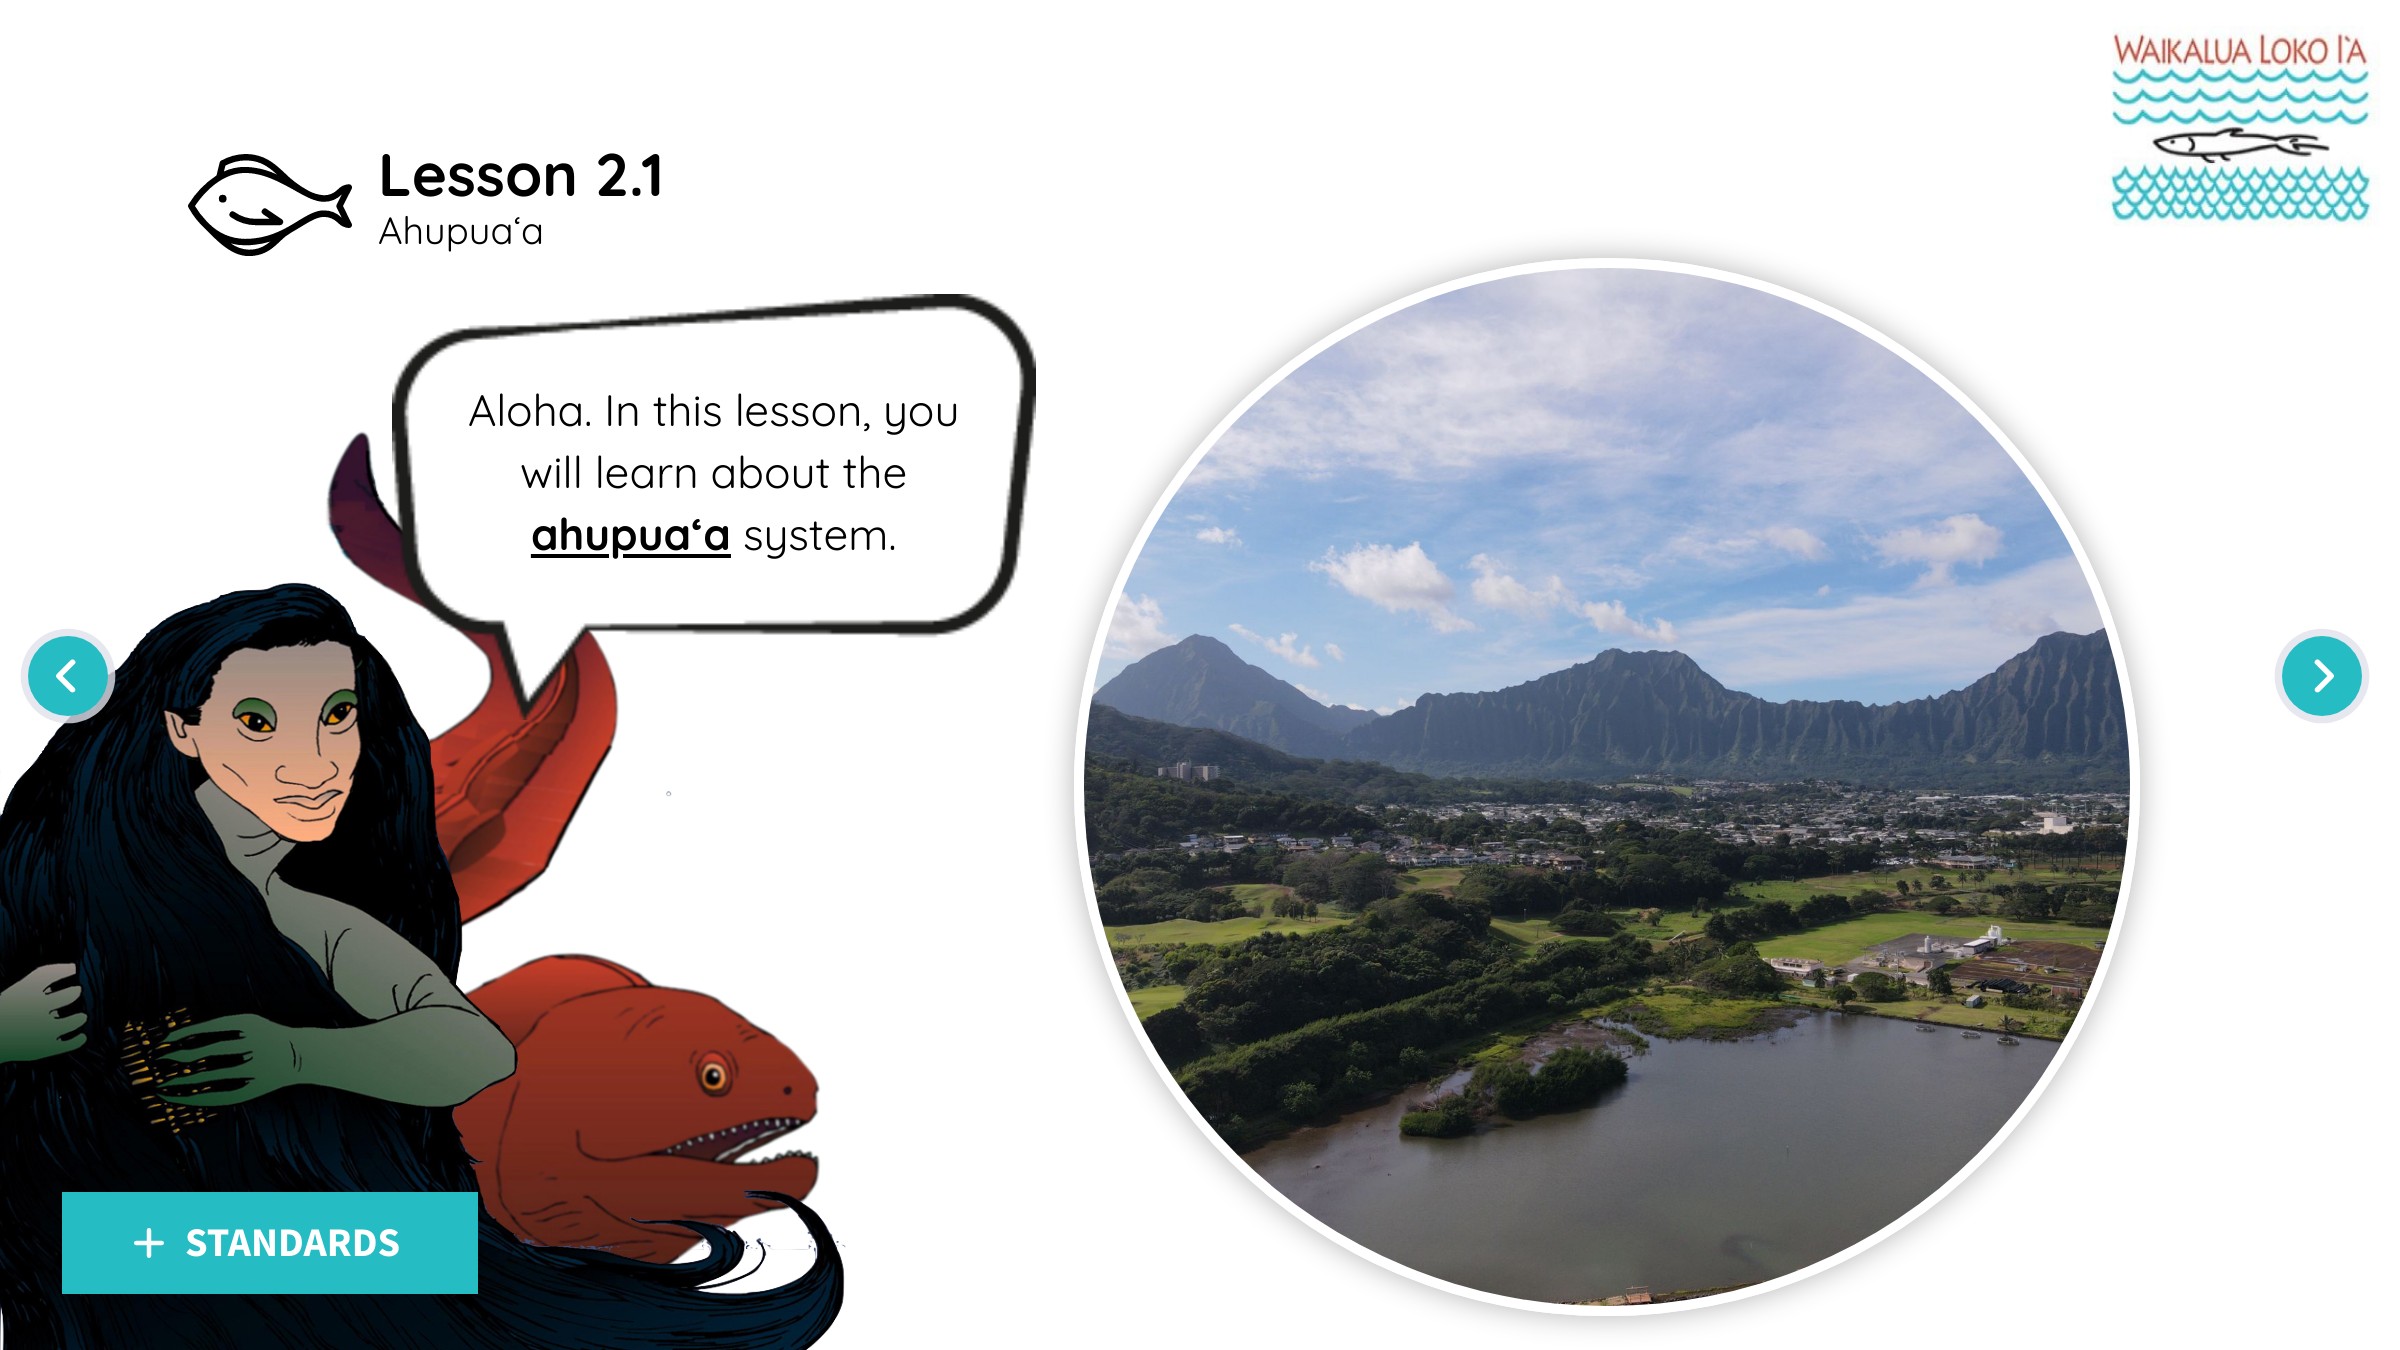 WAIKALUA LOKO I'A
Lesson 2.1
Ahupuaʻa
Aloha. In this lesson, you
will learn about the
ahupuaʻa system.
+ STANDARDS